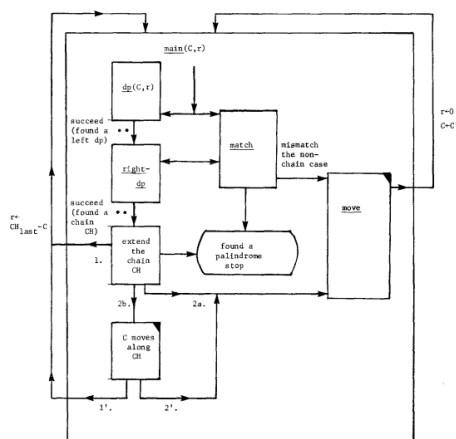 main(C,r)
dp(C,r)
r←0
C←C'
succeed
(found a
left dp)
match
mismatch
the non-
chain case
right-
dp
move
succeed
(found a
chain
CH)
r←
CH last -C
extend
the
chain
CH
found a
palindrome
stop
1.
2b.
2a.
C moves
along
CH
1'.
2'.